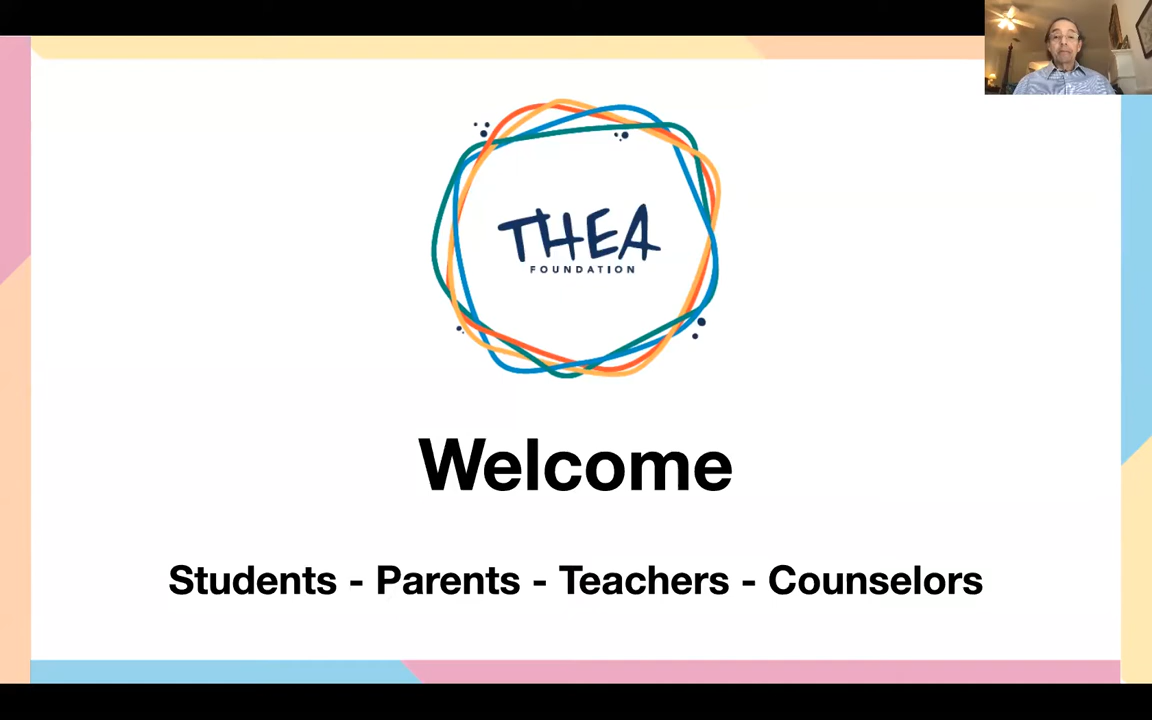 THEA
FOUNDATION
Welcome
Students - Parents - Teachers - Counselors